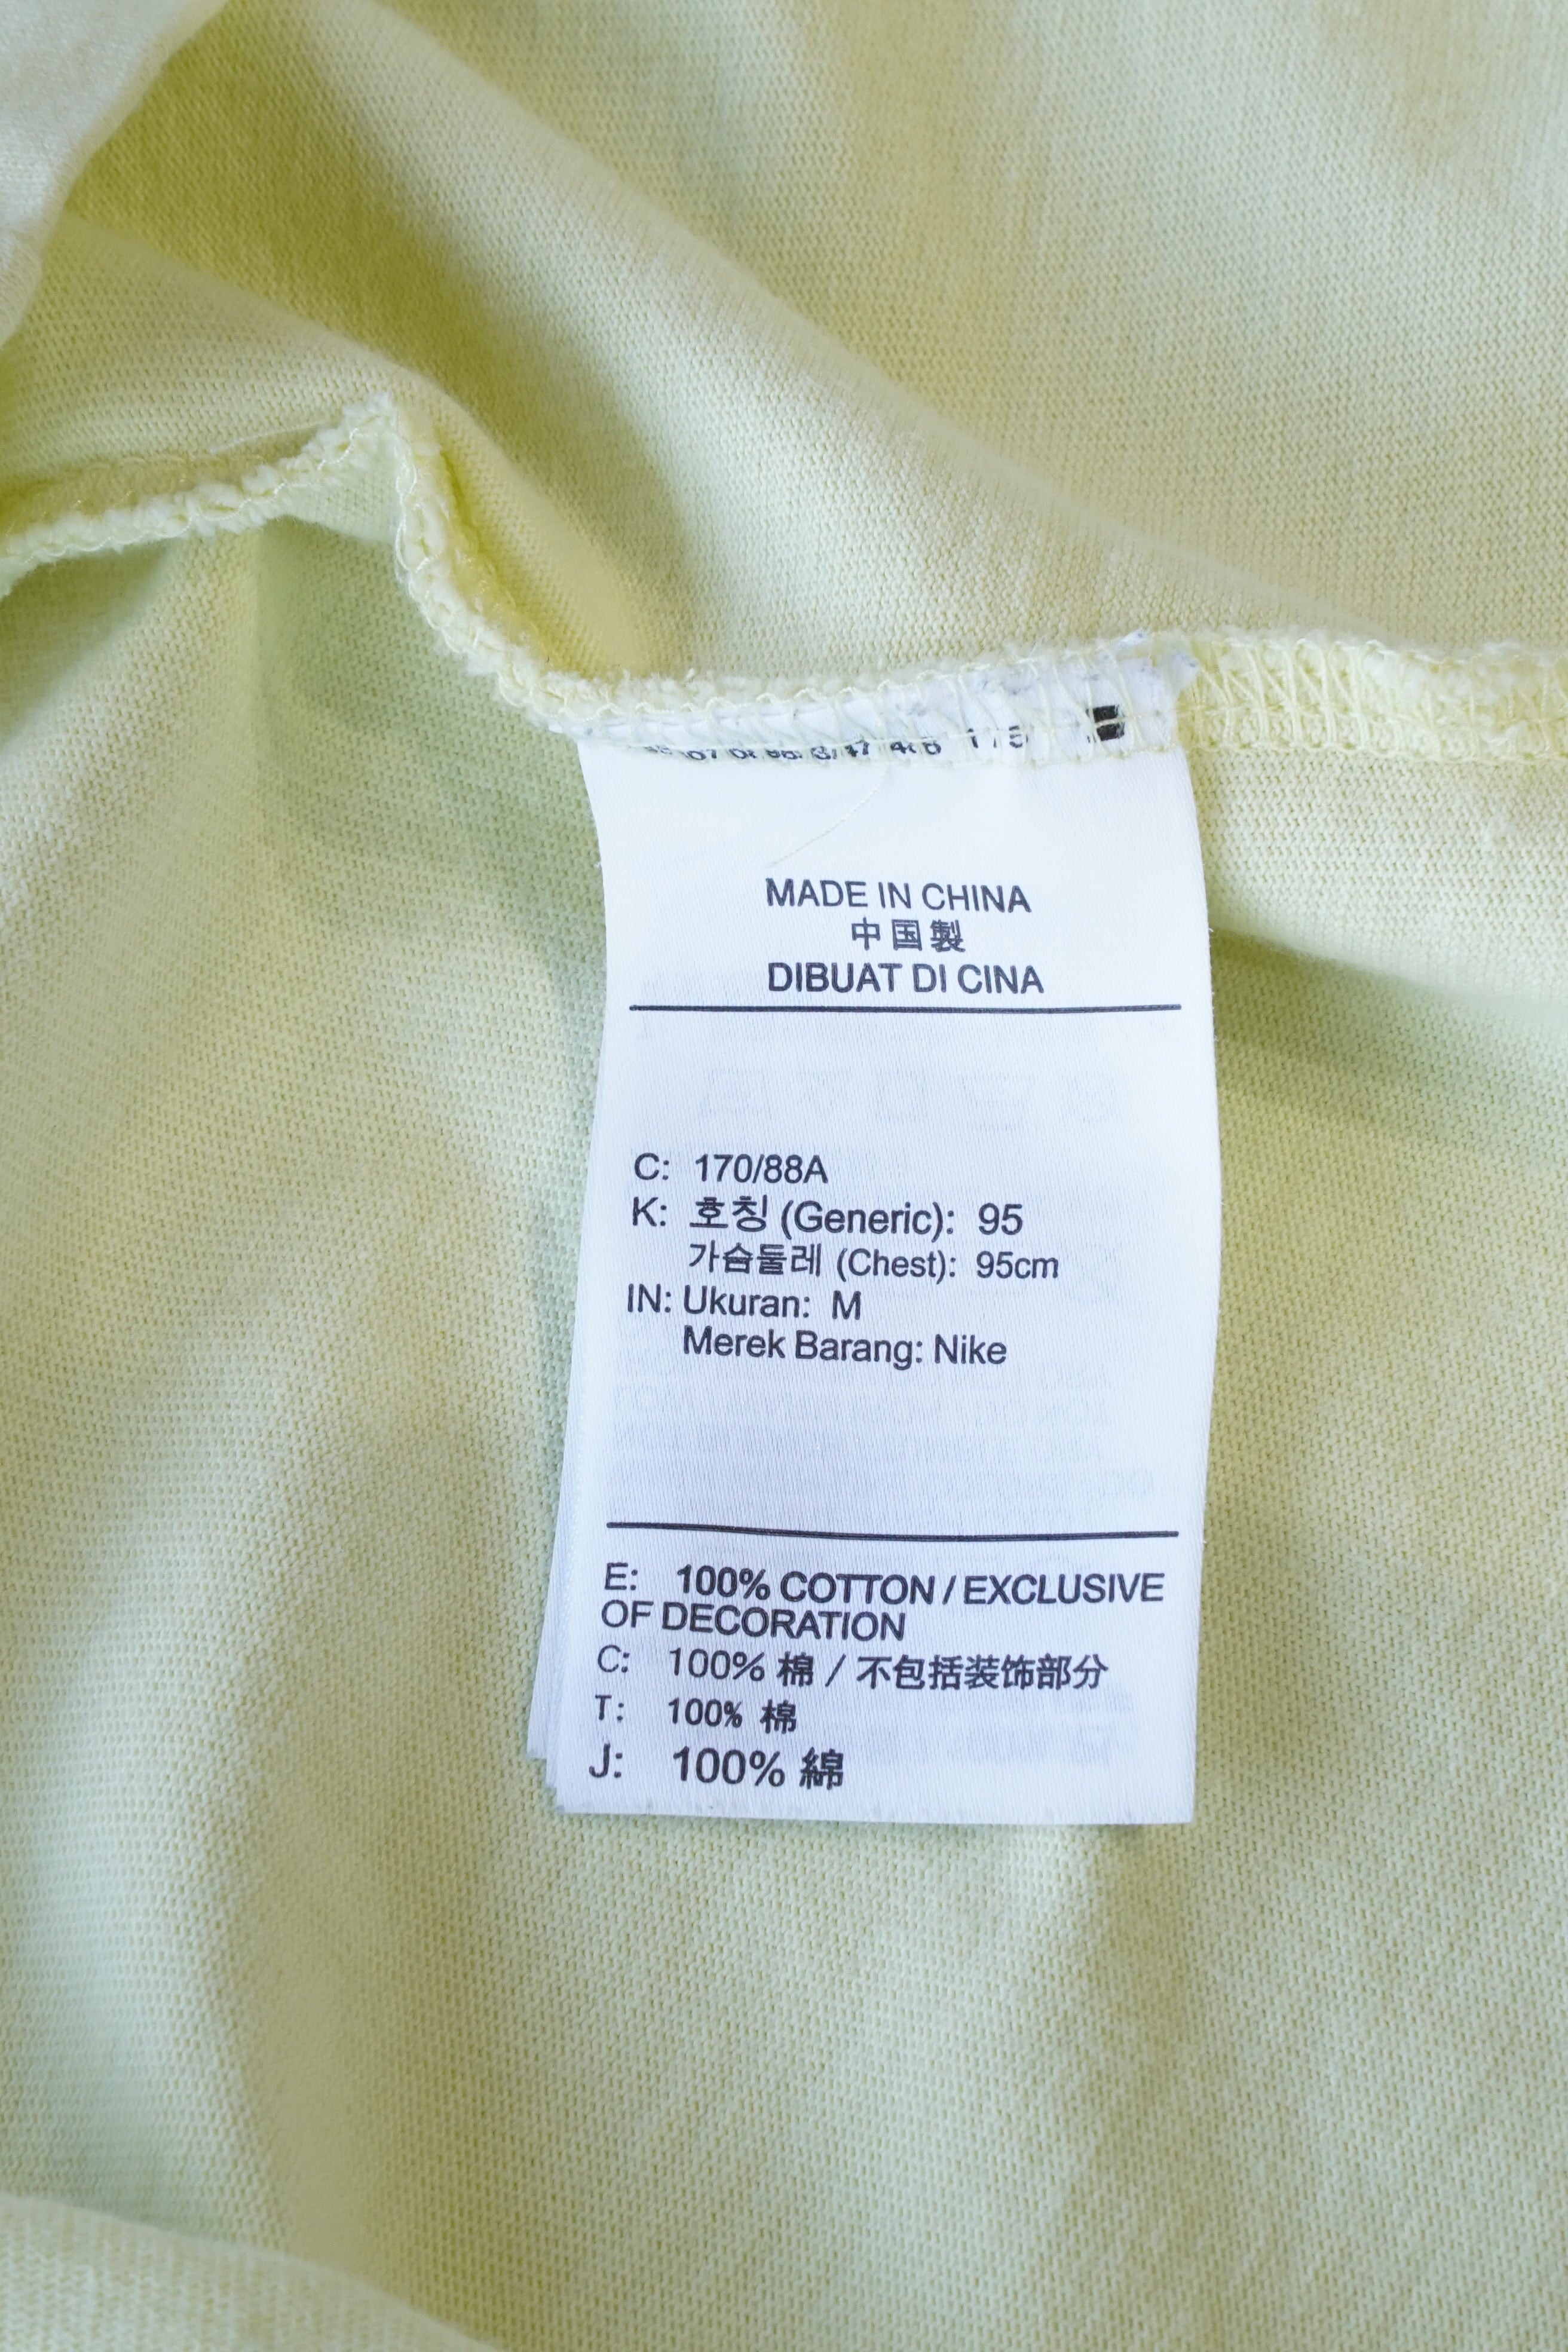 MADE IN CHINA
中国製
DIBUAT DI CINA
C: 170/88A
K: 호칭 (Generic): 95
가슴둘레 (Chest): 95cm
IN: Ukuran: M
Merek Barang: Nike
E: 100% COTTON / EXCLUSIVE
OF DECORATION
C: 100% 棉 / 不包括装饰部分
T: 100% 棉
J: 100% 綿